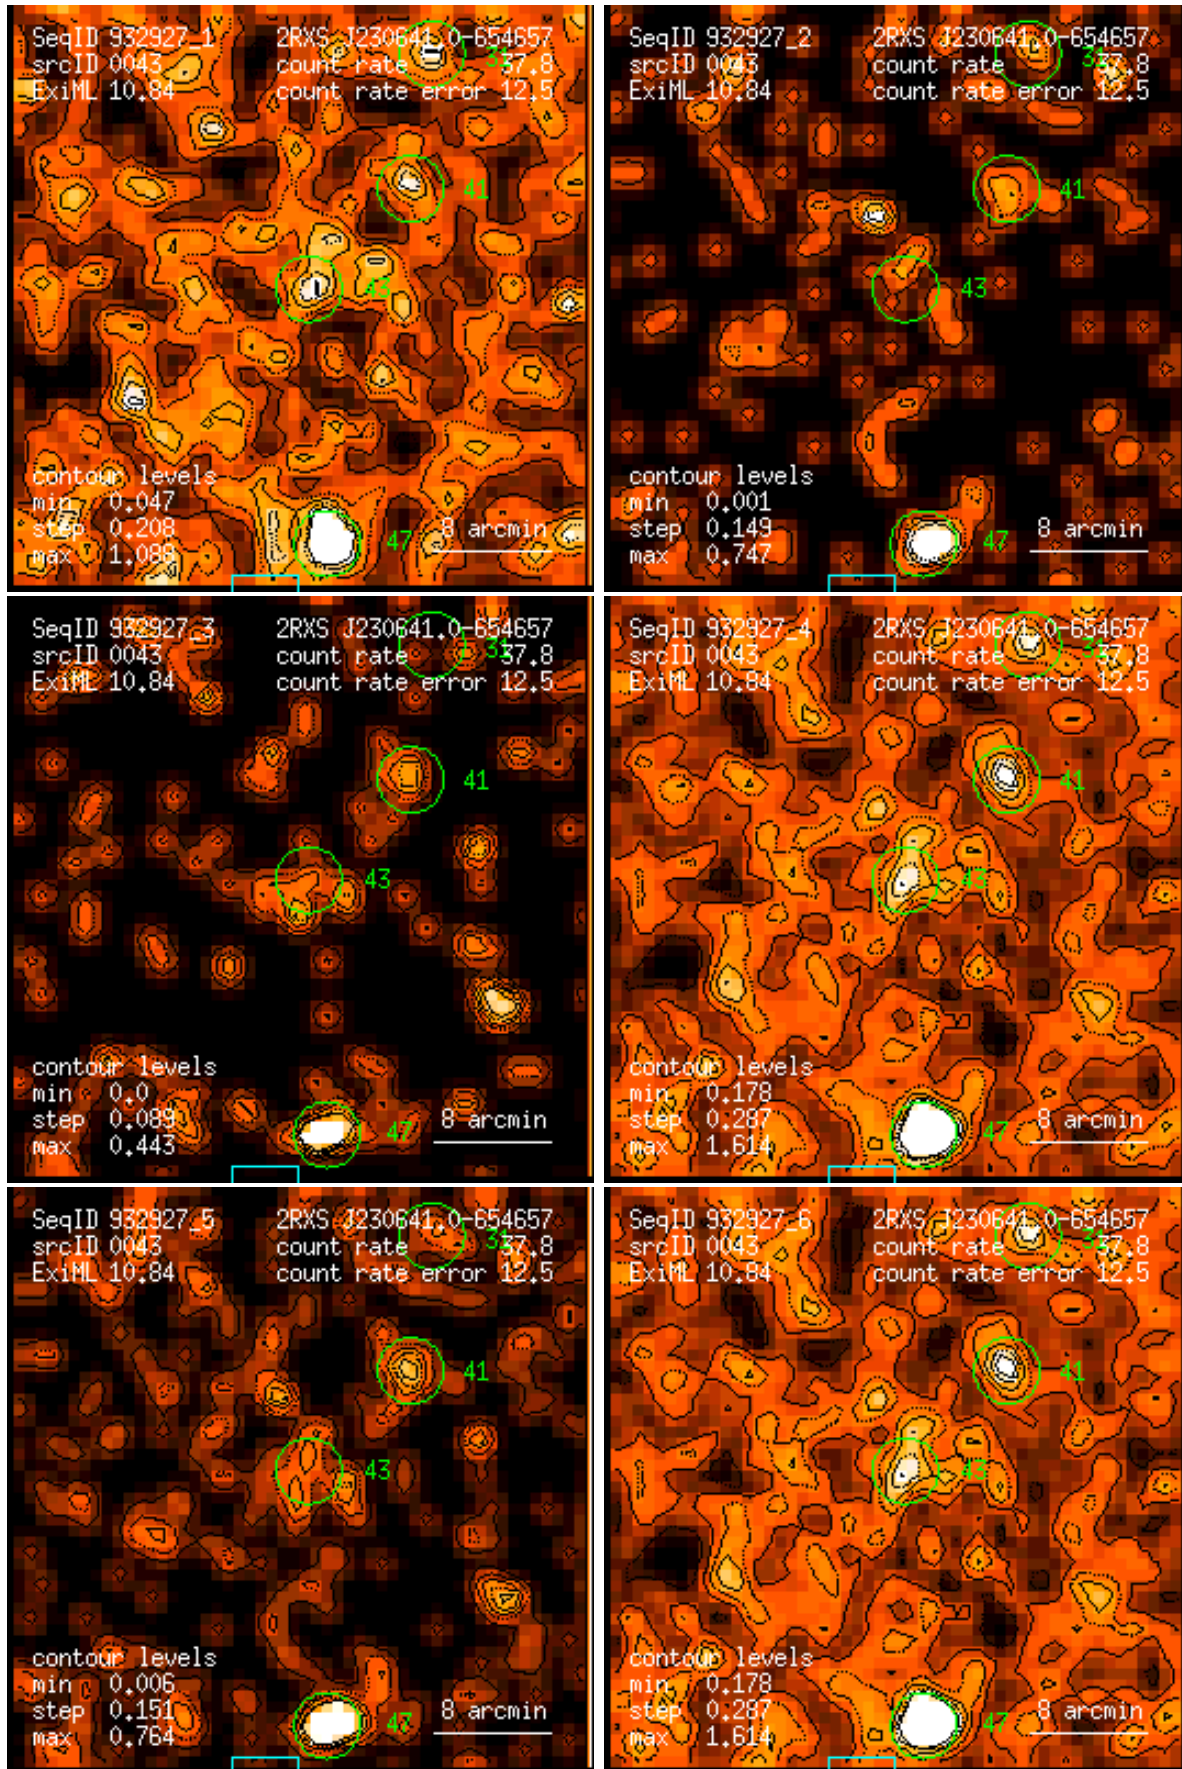 SeqID 932927_1 2RXS J230641.0-654657
srcID 0043 count rate 37.8
ExiML 10.84 count rate error 12.5
31
41
43
contour levels
min 0.047
step 0.208
max 1.088
47
8 arcmin
SeqID 932927_2 2RXS J230641.0-654657
srcID 0043 count rate 37.8
ExiML 10.84 count rate error 12.5
31
41
43
contour levels
min 0.001
step 0.149
max 0.747
47
8 arcmin
SeqID 932927_3 2RXS J230641.0-654657
srcID 0043 count rate 37.8
ExiML 10.84 count rate error 12.5
31
41
43
contour levels
min 0.0
step 0.089
max 0.443
47
8 arcmin
SeqID 932927_4 2RXS J230641.0-654657
srcID 0043 count rate 37.8
ExiML 10.84 count rate error 12.5
31
41
43
contour levels
min 0.178
step 0.287
max 1.614
47
8 arcmin
SeqID 932927_5 2RXS J230641.0-654657
srcID 0043 count rate 37.8
ExiML 10.84 count rate error 12.5
31
41
43
contour levels
min 0.006
step 0.151
max 0.764
47
8 arcmin
SeqID 932927_6 2RXS J230641.0-654657
srcID 0043 count rate 37.8
ExiML 10.84 count rate error 12.5
31
41
43
contour levels
min 0.178
step 0.287
max 1.614
47
8 arcmin